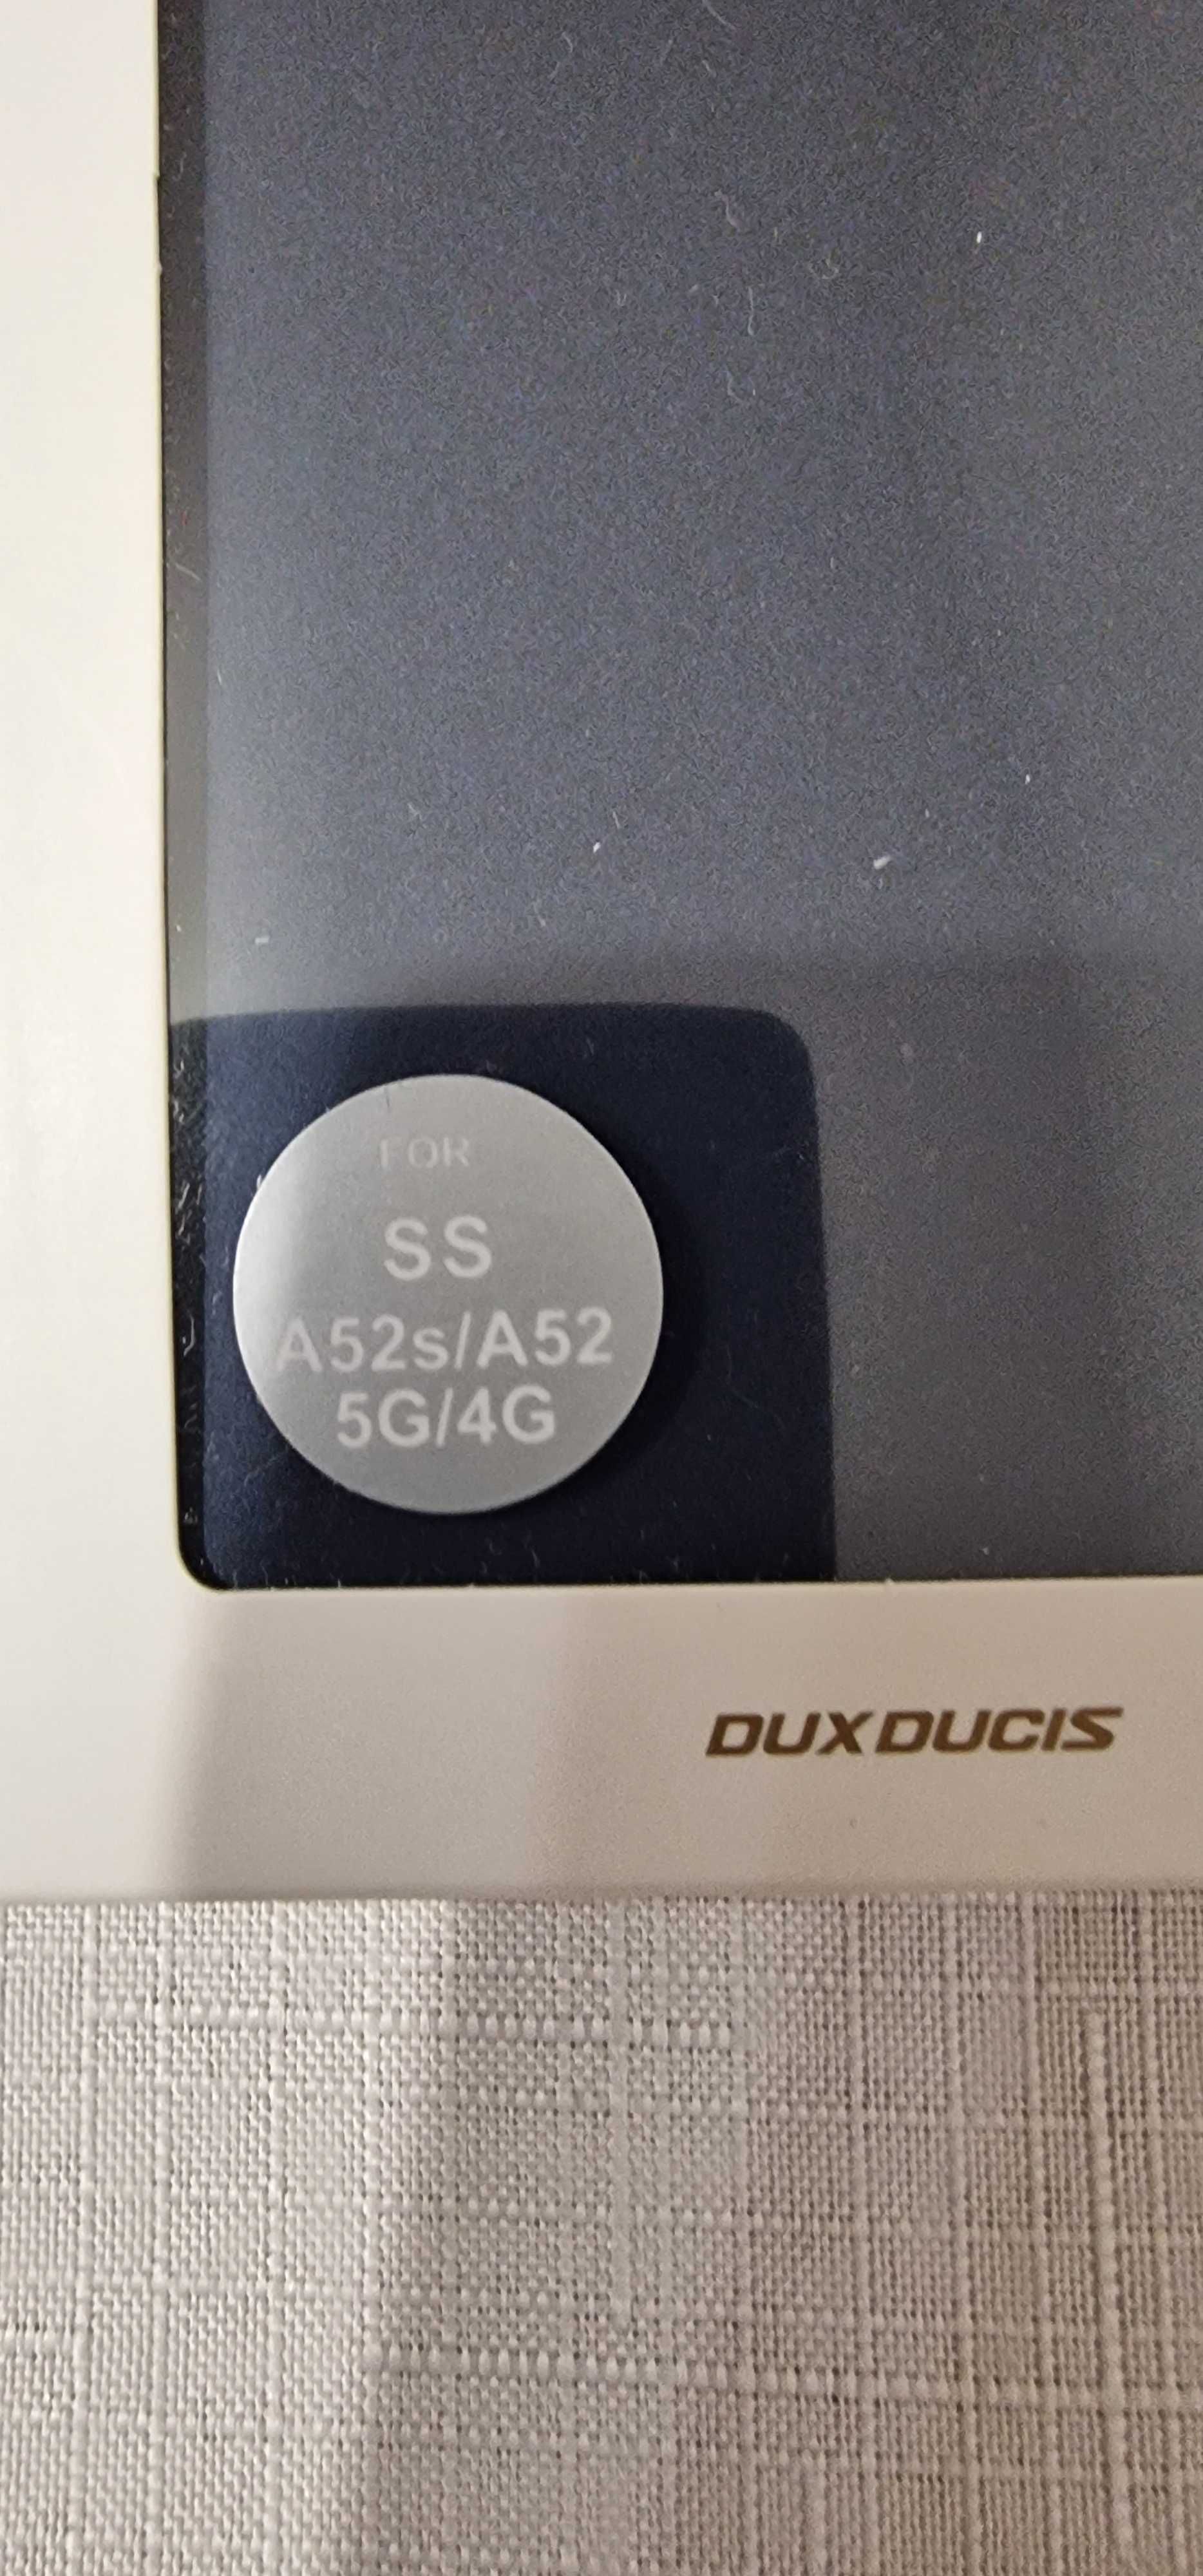 FOR
SS
A52s/A52
5G/4G
DUXDUCIS